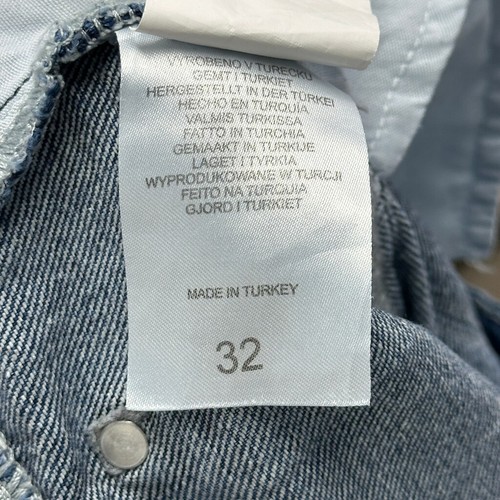 VYROBENO V TURECKU
GEMT I TURKIET
HERGESTELLT IN DER TÜRKEI
HECHO EN TURQUIA
VALMIS TURKISSA
FATTO IN TURCHIA
GEMAAKT IN TURKIJE
LAGET I TYRKIA
WYPRODUKOWANE W TURCJI
FEITO NA TURQUIA
GJORD I TURKIET
MADE IN TURKEY
32